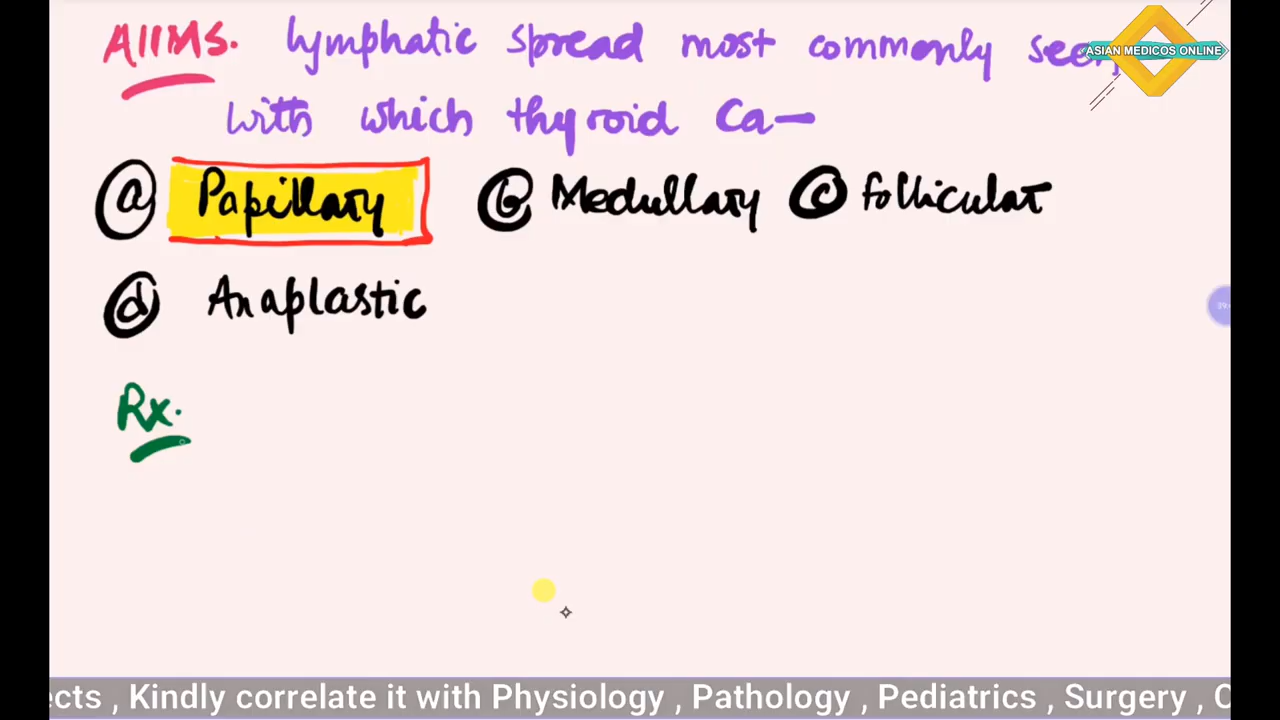 AIIMS. lymphatic spread most commonly seen
ASIAN MEDICOS ONLINE
with which thyroid Ca-
(a) Papillary (b) Medullary (c) follicular
(d) Anaplastic
Rx.
ects , Kindly correlate it with Physiology , Pathology , Pediatrics , Surgery ,